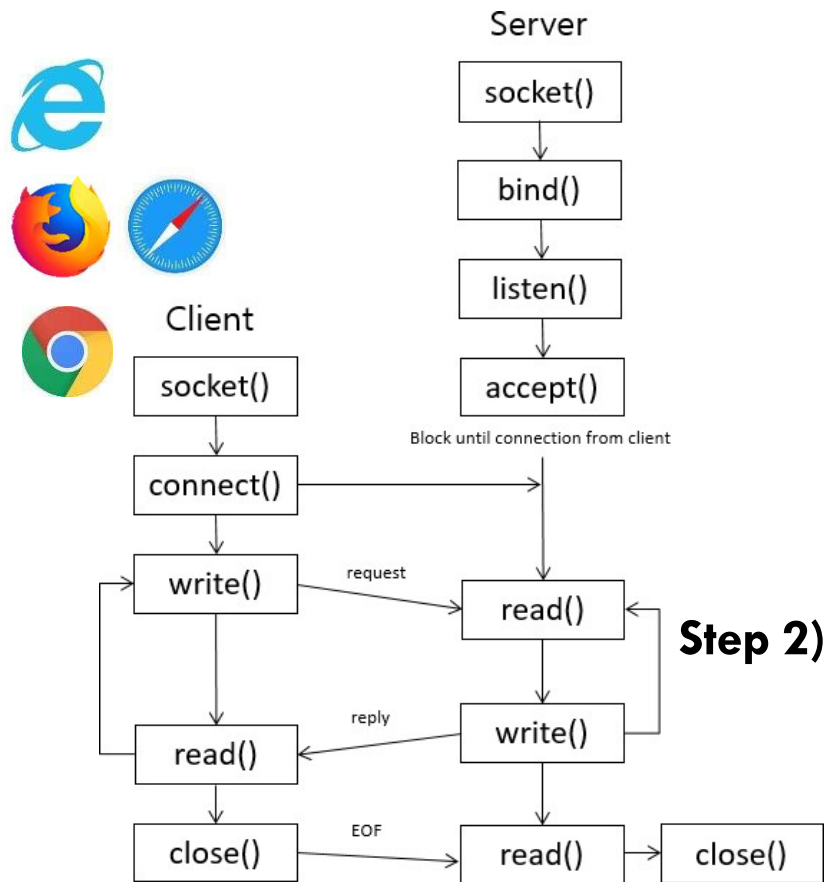 Server
socket()
bind()
listen()
Client
socket()
accept()
Block until connection from client
connect()
write()
request
read()
Step 2)
reply
write()
read()
close()
EOF
read()
close()